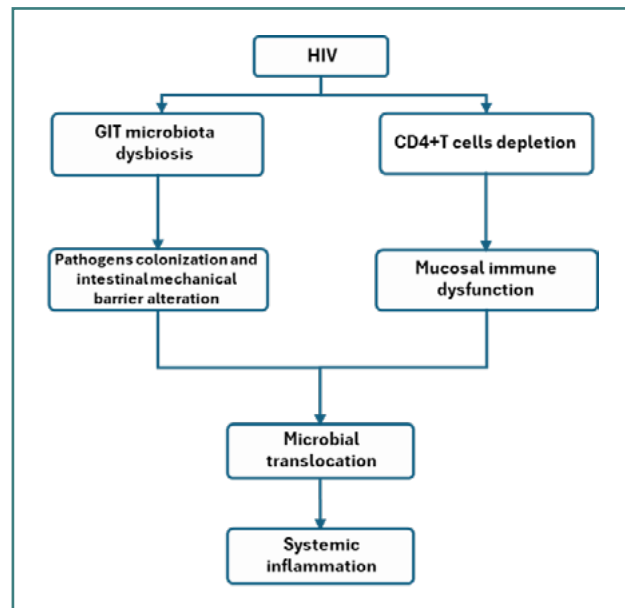 HIV
GIT microbiota
dysbiosis
CD4+T cells depletion
Pathogens colonization and
intestinal mechanical
barrier alteration
Mucosal immune
dysfunction
Microbial
translocation
Systemic
inflammation